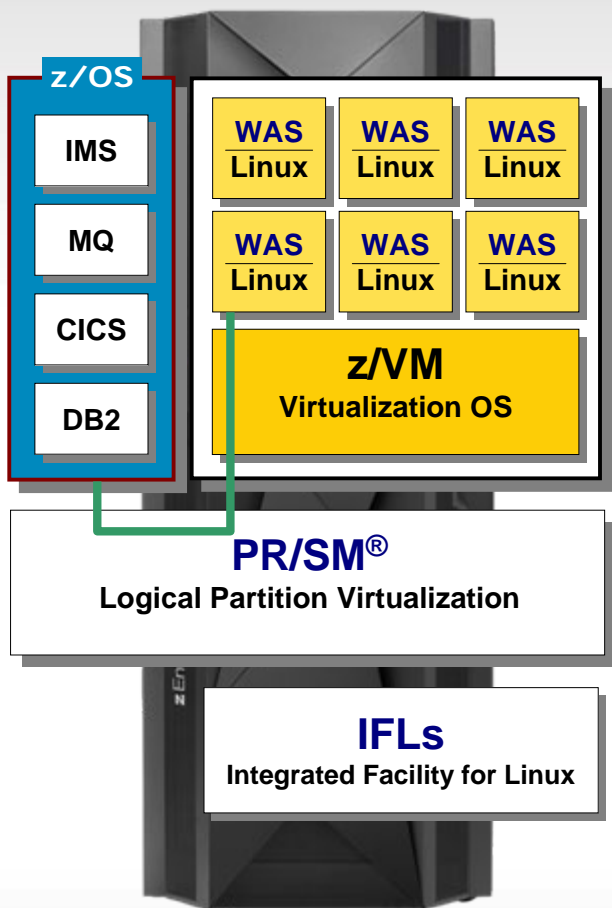 z/OS
IMS
MQ
CICS
DB2
WAS
Linux
WAS
Linux
WAS
Linux
WAS
Linux
WAS
Linux
WAS
Linux
z/VM
Virtualization OS
PR/SM®
Logical Partition Virtualization
zEn
IFLs
Integrated Facility for Linux